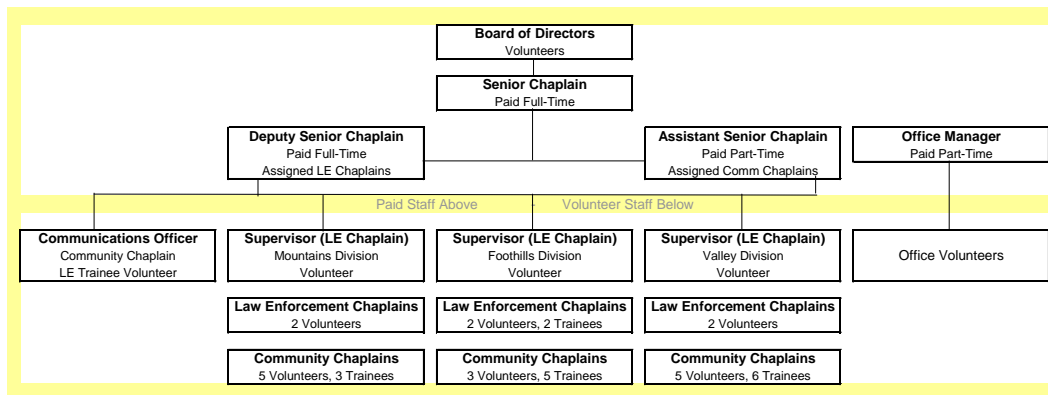 Board of Directors
Volunteers
Senior Chaplain
Paid Full-Time
Deputy Senior Chaplain
Paid Full-Time
Assigned LE Chaplains
Assistant Senior Chaplain
Paid Part-Time
Assigned Comm Chaplains
Office Manager
Paid Part-Time
Paid Staff Above - Volunteer Staff Below
Communications Officer
Community Chaplain
LE Trainee Volunteer
Supervisor (LE Chaplain)
Mountains Division
Volunteer
Supervisor (LE Chaplain)
Foothills Division
Volunteer
Supervisor (LE Chaplain)
Valley Division
Volunteer
Office Volunteers
Law Enforcement Chaplains
2 Volunteers
Law Enforcement Chaplains
2 Volunteers, 2 Trainees
Law Enforcement Chaplains
2 Volunteers
Community Chaplains
5 Volunteers, 3 Trainees
Community Chaplains
3 Volunteers, 5 Trainees
Community Chaplains
5 Volunteers, 6 Trainees